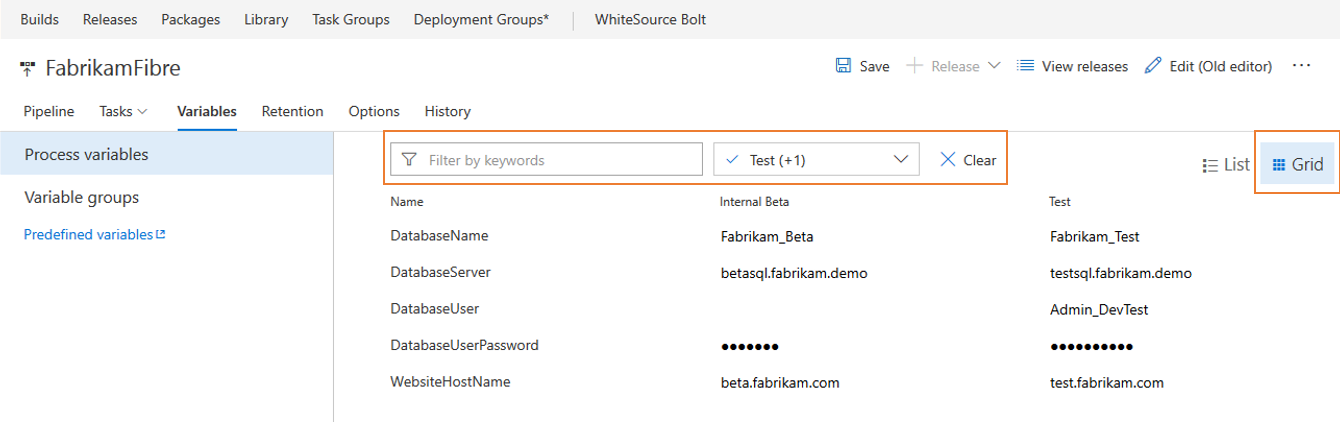 Builds Releases Packages Library Task Groups Deployment Groups* WhiteSource Bolt
FabrikamFibre Save Release View releases Edit (Old editor) ...
Pipeline Tasks Variables Retention Options History
Process variables
Variable groups
Predefined variables
Filter by keywords Test (+1) Clear List Grid
Name Internal Beta Test
DatabaseName Fabrikam_Beta Fabrikam_Test
DatabaseServer betasql.fabrikam.demo testsql.fabrikam.demo
DatabaseUser Admin_DevTest
DatabaseUserPassword ●●●●●●● ●●●●●●●●●●
WebsiteHostName beta.fabrikam.com test.fabrikam.com